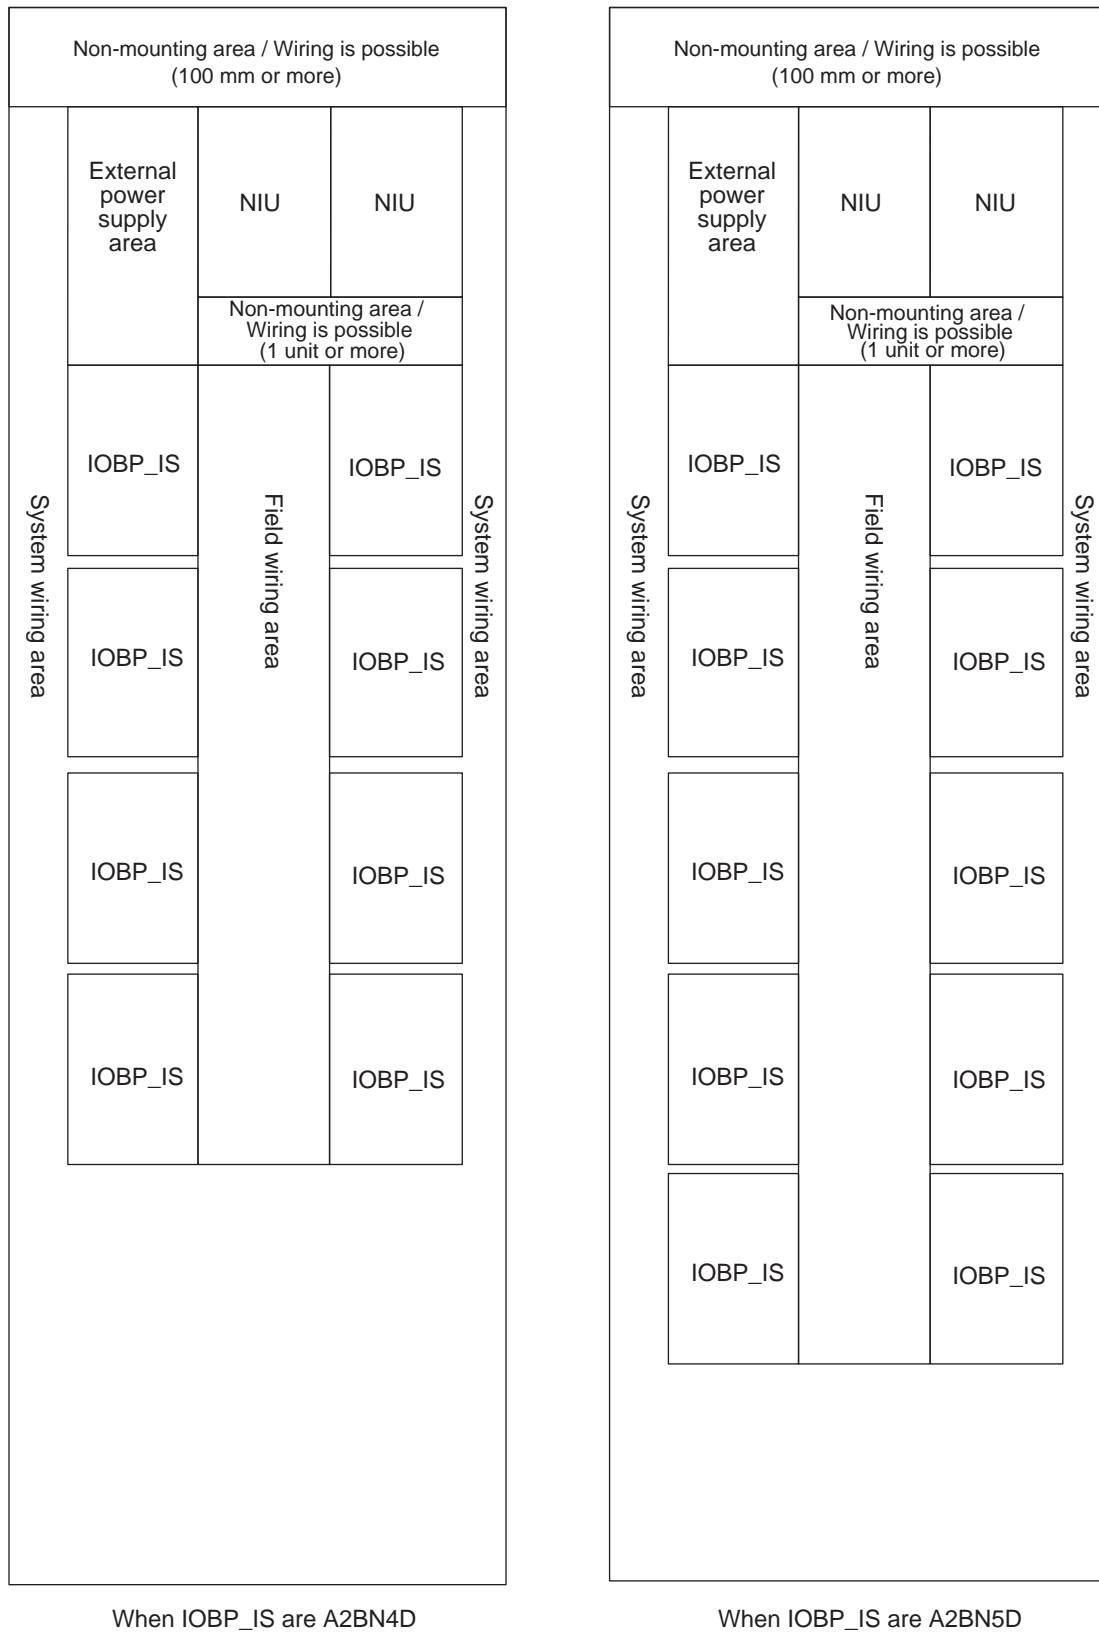 Non-mounting area / Wiring is possible
(100 mm or more)
External
power
supply
area
NIU
NIU
Non-mounting area /
Wiring is possible
(1 unit or more)
IOBP_IS
IOBP_IS
System wiring area
Field wiring area
System wiring area
IOBP_IS
IOBP_IS
IOBP_IS
IOBP_IS
IOBP_IS
IOBP_IS
When IOBP_IS are A2BN4D
Non-mounting area / Wiring is possible
(100 mm or more)
External
power
supply
area
NIU
NIU
Non-mounting area /
Wiring is possible
(1 unit or more)
IOBP_IS
IOBP_IS
System wiring area
Field wiring area
System wiring area
IOBP_IS
IOBP_IS
IOBP_IS
IOBP_IS
IOBP_IS
IOBP_IS
IOBP_IS
IOBP_IS
When IOBP_IS are A2BN5D